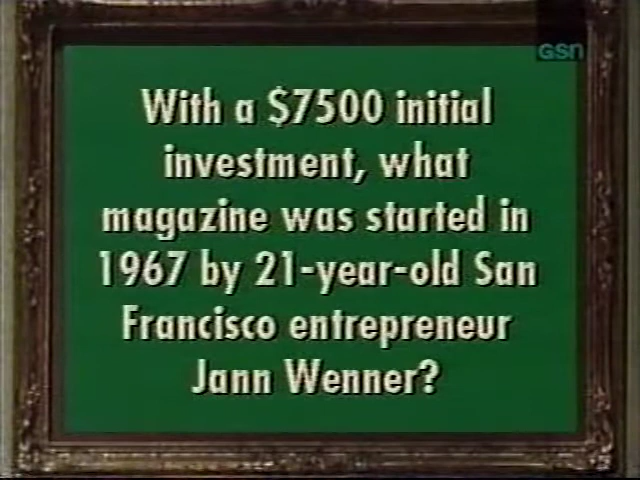 GSN
With a $7500 initial
investment, what
magazine was started in
1967 by 21-year-old San
Francisco entrepreneur
Jann Wenner?